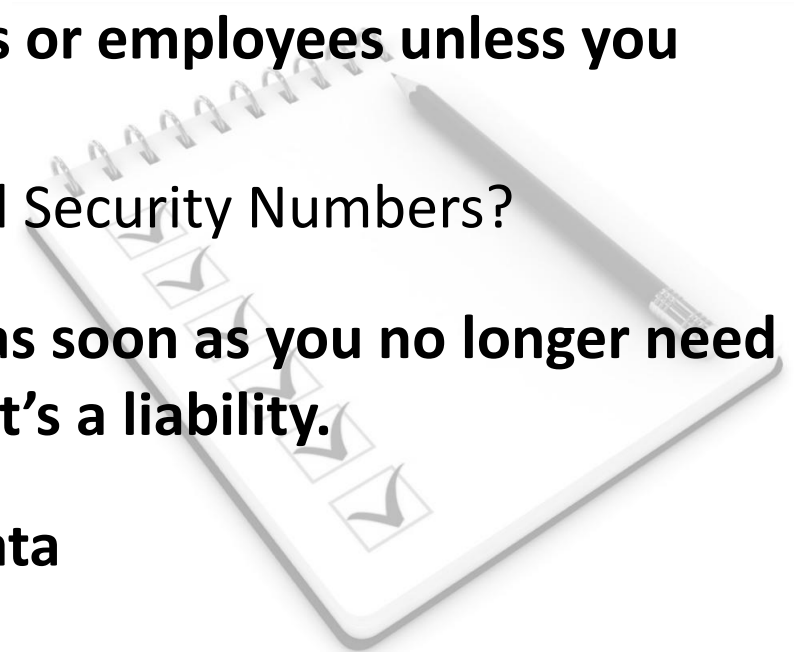 s or employees unless you
l Security Numbers?
as soon as you no longer need
t’s a liability.
ata